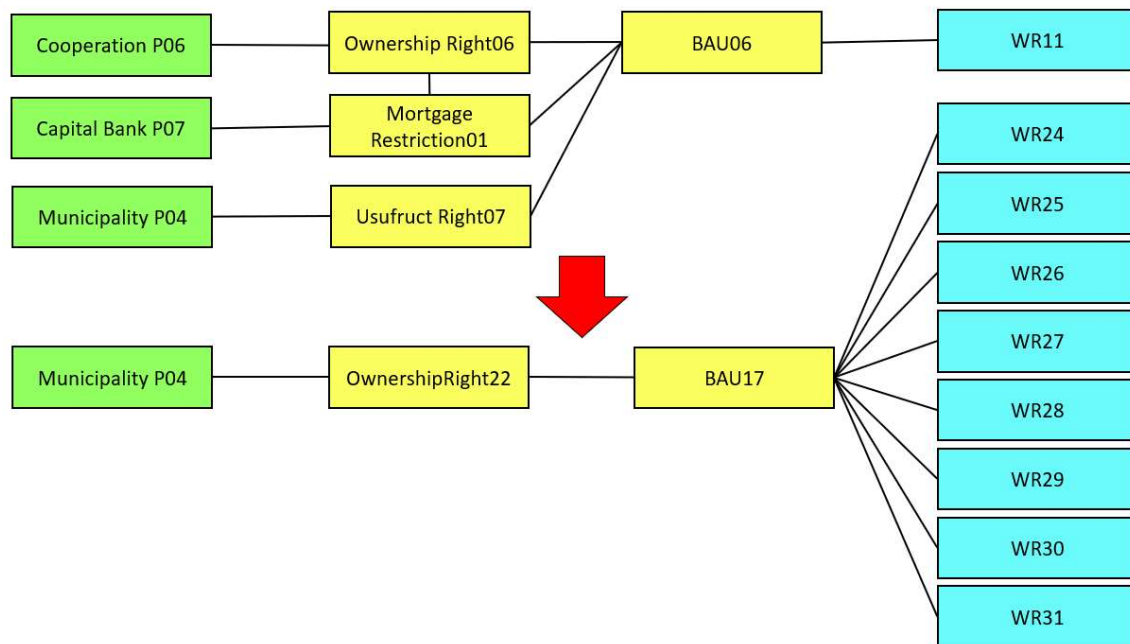 Cooperation P06
Ownership Right06
BAU06
WR11
Capital Bank P07
Mortgage
Restriction01
WR24
Municipality P04
Usufruct Right07
WR25
WR26
WR27
Municipality P04
OwnershipRight22
BAU17
WR28
WR29
WR30
WR31